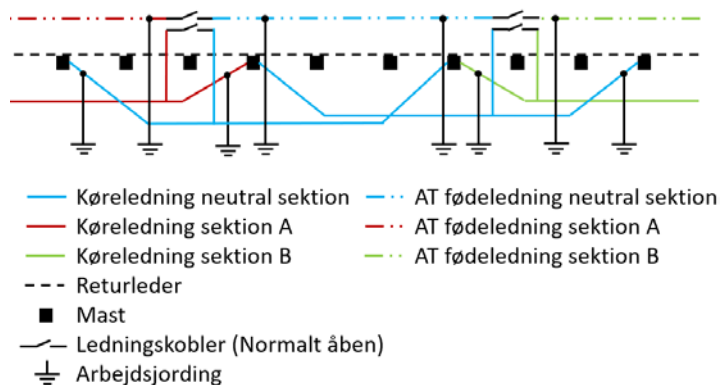 Køreledning neutral sektion
AT fødeledning neutral sektion
Køreledning sektion A
AT fødeledning sektion A
Køreledning sektion B
AT fødeledning sektion B
Returleder
Mast
Ledningskobler (Normalt åben)
Arbejdsjording